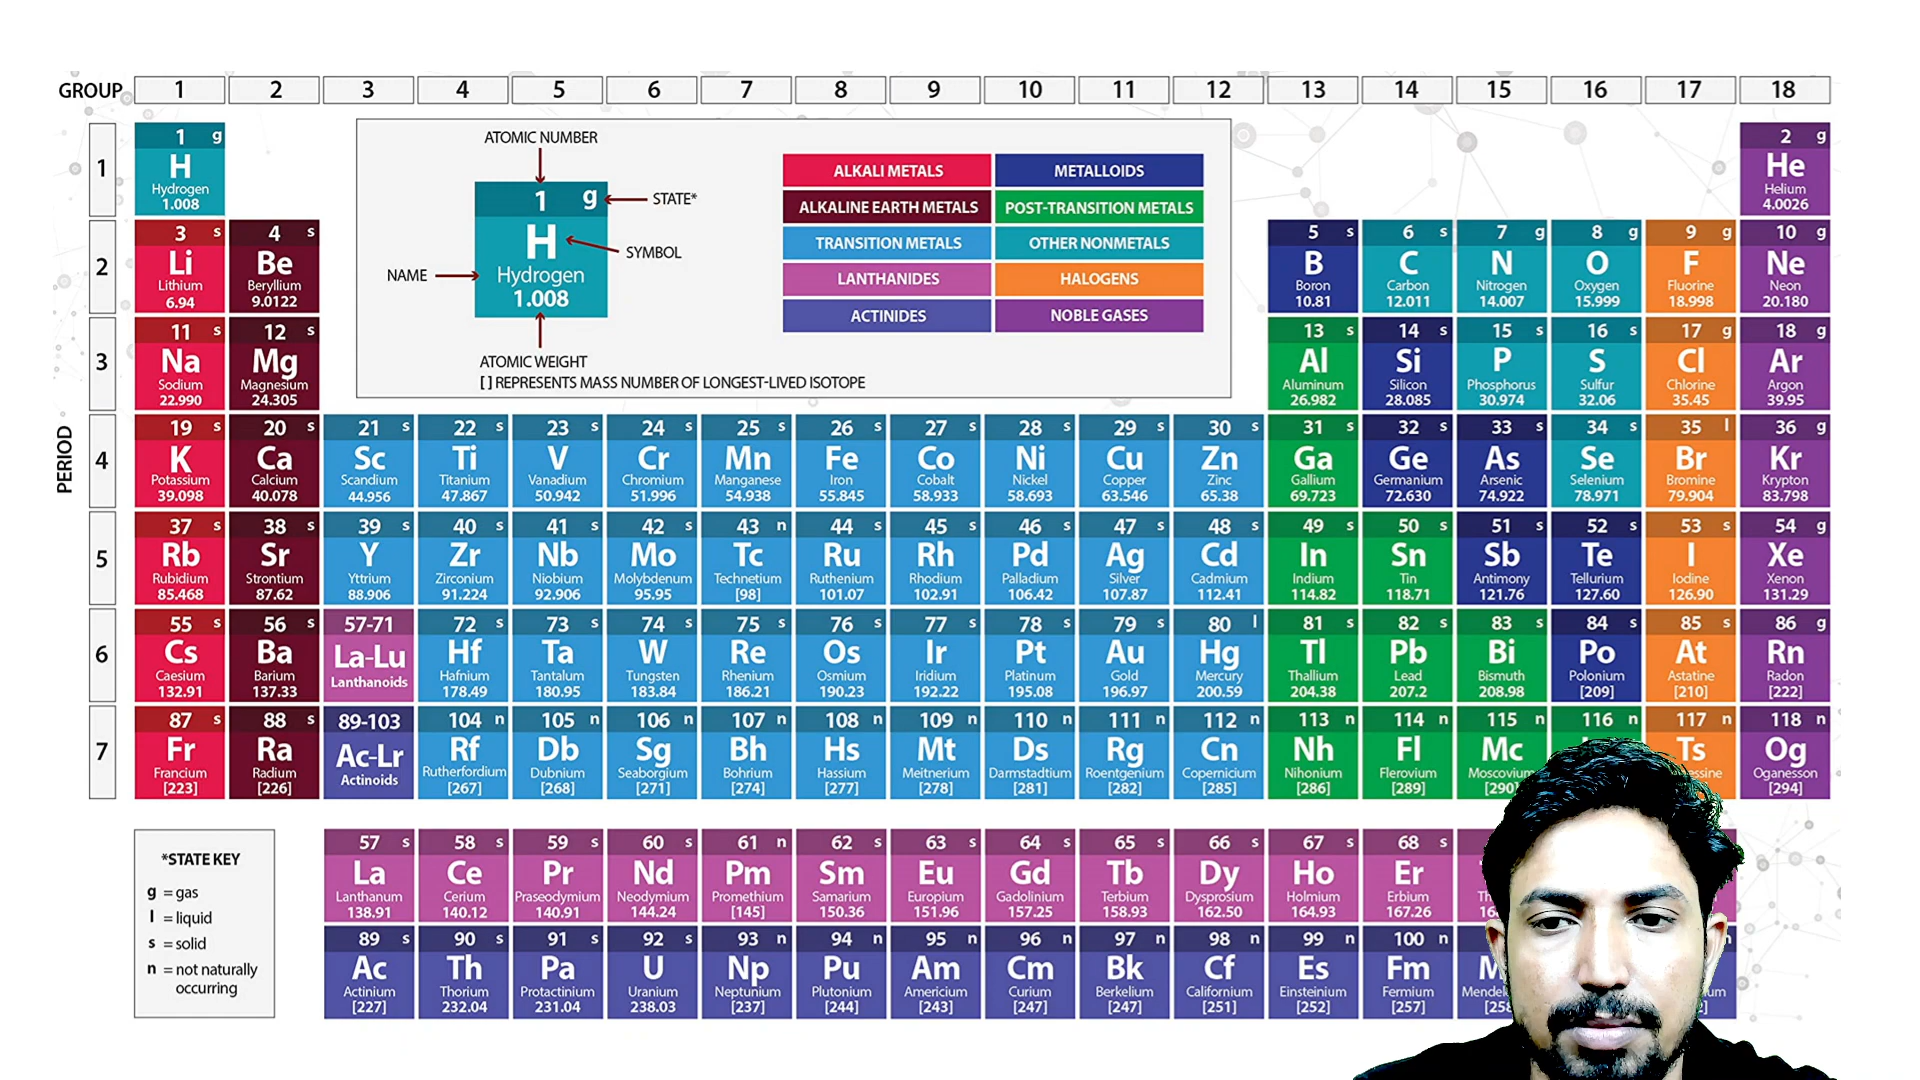 GROUP 1 2 3 4 5 6 7 8 9 10 11 12 13 14 15 16 17 18
PERIOD
1
1 g
H
Hydrogen
1.008
2 g
He
Helium
4.0026
ATOMIC NUMBER
1 g
STATE*
H
SYMBOL
NAME
Hydrogen
1.008
ATOMIC WEIGHT
[ ] REPRESENTS MASS NUMBER OF LONGEST-LIVED ISOTOPE
ALKALI METALS METALLOIDS
ALKALINE EARTH METALS POST-TRANSITION METALS
TRANSITION METALS OTHER NONMETALS
LANTHANIDES HALOGENS
ACTINIDES NOBLE GASES
2
3 s 4 s 5 s 6 s 7 g 8 g 9 g 10 g
Li Be B C N O F Ne
Lithium Beryllium Boron Carbon Nitrogen Oxygen Fluorine Neon
6.94 9.0122 10.81 12.011 14.007 15.999 18.998 20.180
3
11 s 12 s 13 s 14 s 15 s 16 s 17 g 18 g
Na Mg Al Si P S Cl Ar
Sodium Magnesium Aluminum Silicon Phosphorus Sulfur Chlorine Argon
22.990 24.305 26.982 28.085 30.974 32.06 35.45 39.95
4
19 s 20 s 21 s 22 s 23 s 24 s 25 s 26 s 27 s 28 s 29 s 30 s 31 s 32 s 33 s 34 s 35 l 36 g
K Ca Sc Ti V Cr Mn Fe Co Ni Cu Zn Ga Ge As Se Br Kr
Potassium Calcium Scandium Titanium Vanadium Chromium Manganese Iron Cobalt Nickel Copper Zinc Gallium Germanium Arsenic Selenium Bromine Krypton
39.098 40.078 44.956 47.867 50.942 51.996 54.938 55.845 58.933 58.693 63.546 65.38 69.723 72.630 74.922 78.971 79.904 83.798
5
37 s 38 s 39 s 40 s 41 s 42 s 43 n 44 s 45 s 46 s 47 s 48 s 49 s 50 s 51 s 52 s 53 s 54 g
Rb Sr Y Zr Nb Mo Tc Ru Rh Pd Ag Cd In Sn Sb Te I Xe
Rubidium Strontium Yttrium Zirconium Niobium Molybdenum Technetium Ruthenium Rhodium Palladium Silver Cadmium Indium Tin Antimony Tellurium Iodine Xenon
85.468 87.62 88.906 91.224 92.906 95.95 [98] 101.07 102.91 106.42 107.87 112.41 114.82 118.71 121.76 127.60 126.90 131.29
6
55 s 56 s 57-71 72 s 73 s 74 s 75 s 76 s 77 s 78 s 79 s 80 l 81 s 82 s 83 s 84 s 85 s 86 g
Cs Ba La-Lu Hf Ta W Re Os Ir Pt Au Hg Tl Pb Bi Po At Rn
Caesium Barium Lanthanoids Hafnium Tantalum Tungsten Rhenium Osmium Iridium Platinum Gold Mercury Thallium Lead Bismuth Polonium Astatine Radon
132.91 137.33 178.49 180.95 183.84 186.21 190.23 192.22 195.08 196.97 200.59 204.38 207.2 208.98 [209] [210] [222]
7
87 s 88 s 89-103 104 n 105 n 106 n 107 n 108 n 109 n 110 n 111 n 112 n 113 n 114 n 115 n 116 n 117 n 118 n
Fr Ra Ac-Lr Rf Db Sg Bh Hs Mt Ds Rg Cn Nh Fl Mc Ts Og
Francium Radium Actinoids Rutherfordium Dubnium Seaborgium Bohrium Hassium Meitnerium Darmstadtium Roentgenium Copernicium Nihonium Flerovium Moscovium Oganesson
[223] [226] [267] [268] [271] [274] [277] [278] [281] [282] [285] [286] [289] [290] [294]
*STATE KEY
g = gas
l = liquid
s = solid
n = not naturally
occurring
57 s 58 s 59 s 60 s 61 n 62 s 63 s 64 s 65 s 66 s 67 s 68 s
La Ce Pr Nd Pm Sm Eu Gd Tb Dy Ho Er
Lanthanum Cerium Praseodymium Neodymium Promethium Samarium Europium Gadolinium Terbium Dysprosium Holmium Erbium
138.91 140.12 140.91 144.24 [145] 150.36 151.96 157.25 158.93 162.50 164.93 167.26
89 s 90 s 91 s 92 s 93 n 94 n 95 n 96 n 97 n 98 n 99 n 100 n
Ac Th Pa U Np Pu Am Cm Bk Cf Es Fm
Actinium Thorium Protactinium Uranium Neptunium Plutonium Americium Curium Berkelium Californium Einsteinium Fermium
[227] 232.04 231.04 238.03 [237] [244] [243] [247] [247] [251] [252] [257]